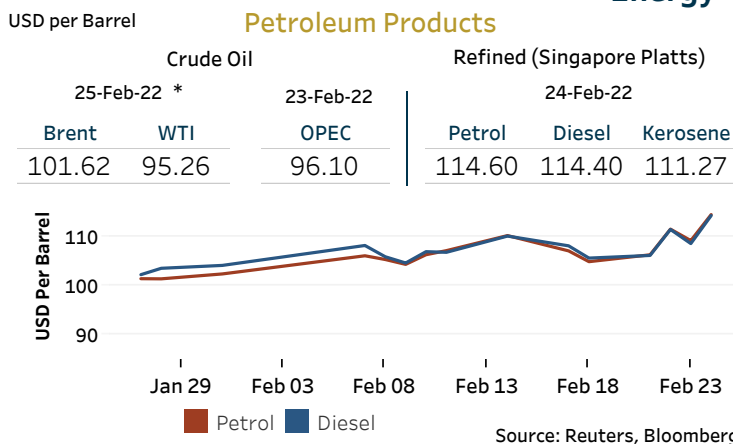 USD per Barrel
Petroleum Products
Crude Oil
Refined (Singapore Platts)
25-Feb-22 *
23-Feb-22
24-Feb-22
Brent WTI OPEC Petrol Diesel Kerosene
101.62 95.26 96.10 114.60 114.40 111.27
USD Per Barrel
110
100
90
Jan 29 Feb 03 Feb 08 Feb 13 Feb 18 Feb 23
Petrol Diesel
Source: Reuters, Bloomberg